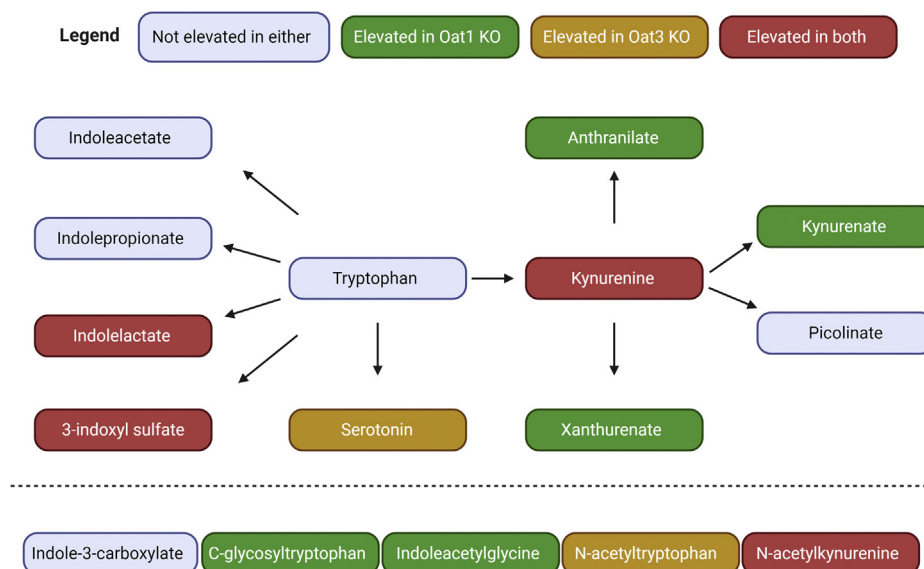 Legend
Not elevated in either
Elevated in Oat1 KO
Elevated in Oat3 KO
Elevated in both
Indoleacetate
Anthranilate
Indolepropionate
Kynurenate
Tryptophan
Kynurenine
Indolelactate
Picolinate
3-indoxyl sulfate
Serotonin
Xanthurenate
Indole-3-carboxylate
C-glycosyltryptophan
Indoleacetylglycine
N-acetyltryptophan
N-acetylkynurenine